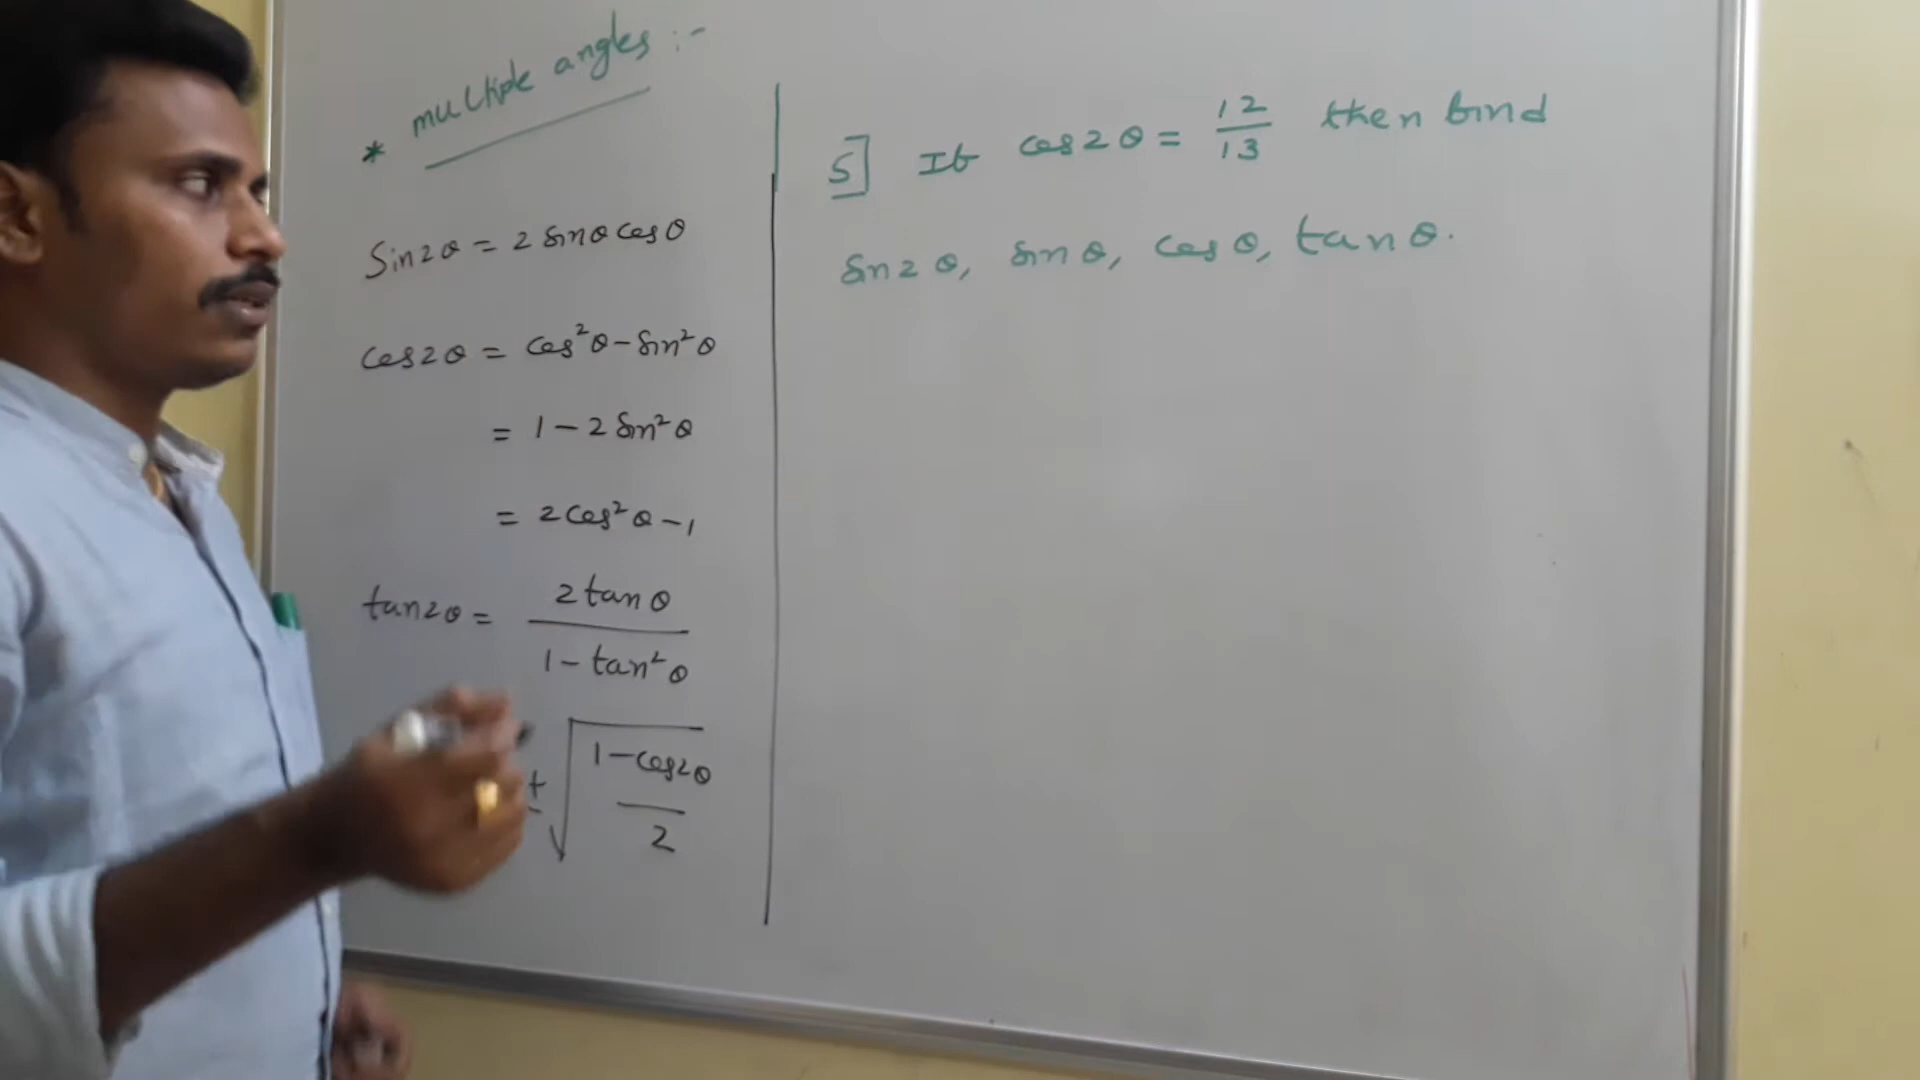 * multiple angles :-
Sin2θ = 2 sinθ cosθ
cos2θ = cos²θ - sin²θ
= 1 - 2 sin²θ
= 2cos²θ - 1
tan2θ = 2tanθ / 1 - tan²θ
± √ 1 - cos2θ / 2
5] If cos2θ = 12/13 then find
sin2θ, sinθ, cosθ, tanθ.